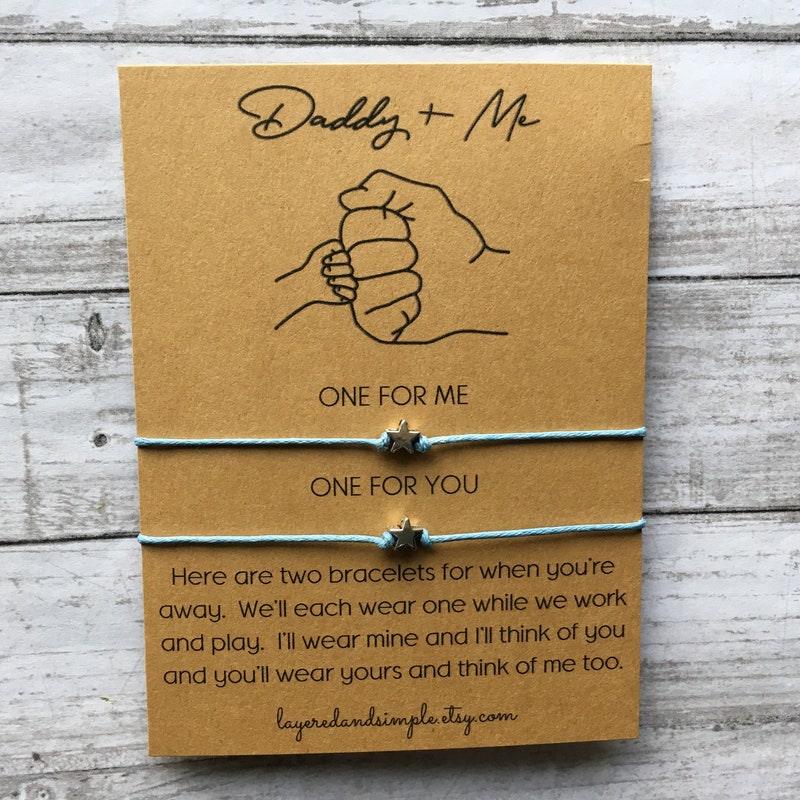 Daddy + Me
ONE FOR ME
ONE FOR YOU
Here are two bracelets for when you're
away. We'll each wear one while we work
and play. I'll wear mine and I'll think of you
and you'll wear yours and think of me too.
layeredandsimple.etsy.com